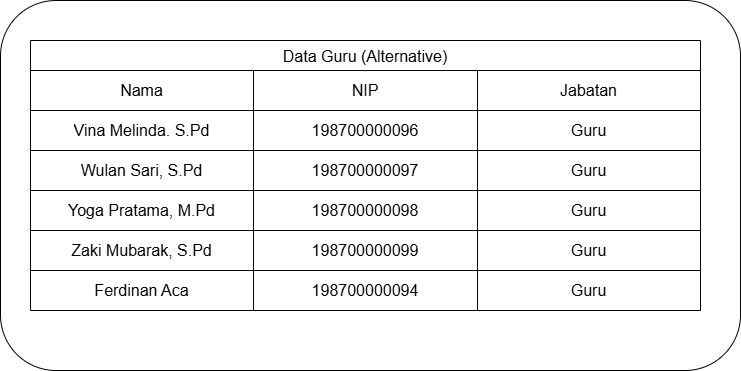 Data Guru (Alternative)
Nama NIP Jabatan
Vina Melinda. S.Pd 198700000096 Guru
Wulan Sari, S.Pd 198700000097 Guru
Yoga Pratama, M.Pd 198700000098 Guru
Zaki Mubarak, S.Pd 198700000099 Guru
Ferdinan Aca 198700000094 Guru